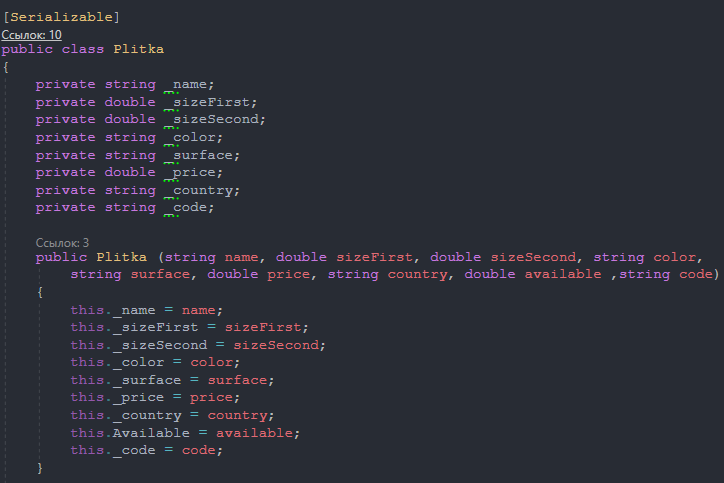 [Serializable]
Ссылок: 10
public class Plitka
{
    private string _name;
    private double _sizeFirst;
    private double _sizeSecond;
    private string _color;
    private string _surface;
    private double _price;
    private string _country;
    private string _code;
    Ссылок: 3
    public Plitka (string name, double sizeFirst, double sizeSecond, string color,
        string surface, double price, string country, double available ,string code)
    {
        this._name = name;
        this._sizeFirst = sizeFirst;
        this._sizeSecond = sizeSecond;
        this._color = color;
        this._surface = surface;
        this._price = price;
        this._country = country;
        this.Available = available;
        this._code = code;
    }